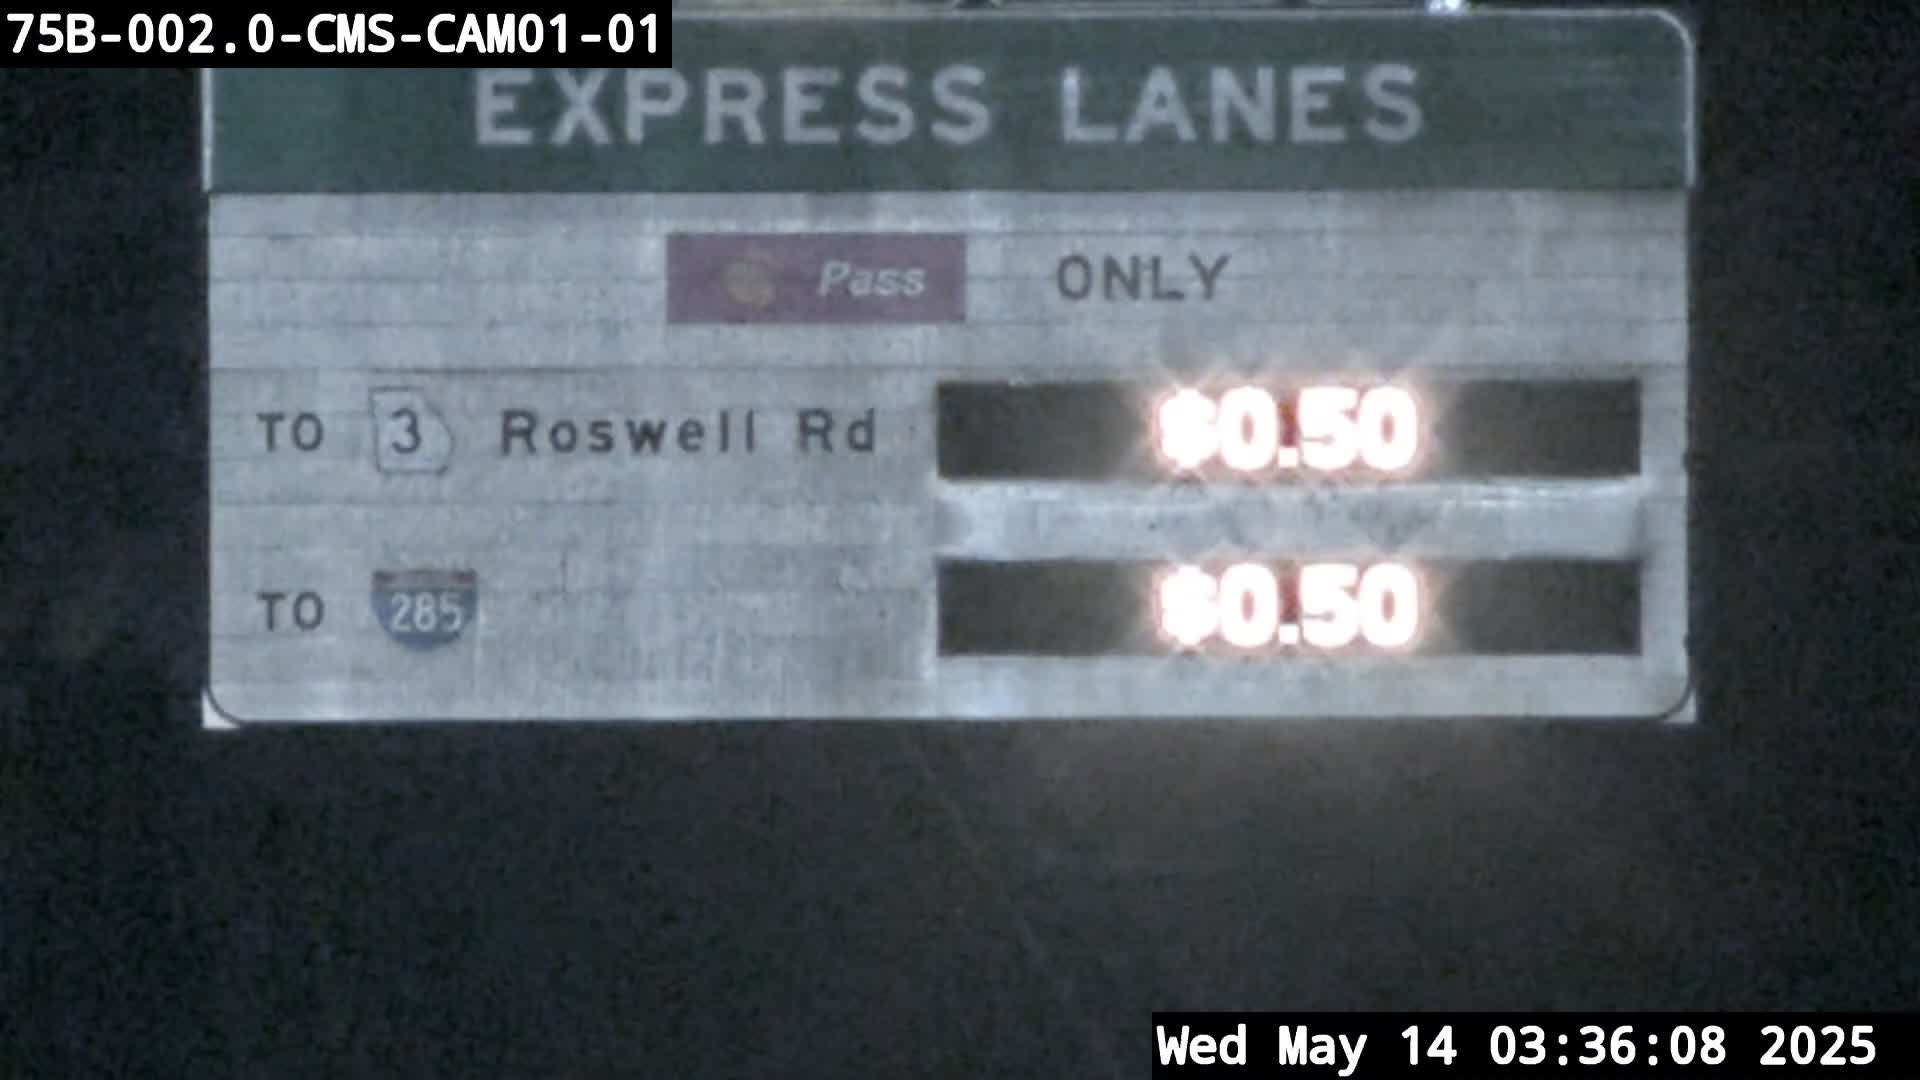 75B-002.0-CMS-CAM01-01
EXPRESS LANES
Pass ONLY
TO 3 Roswell Rd $0.50
TO 285 $0.50
Wed May 14 03:36:08 2025